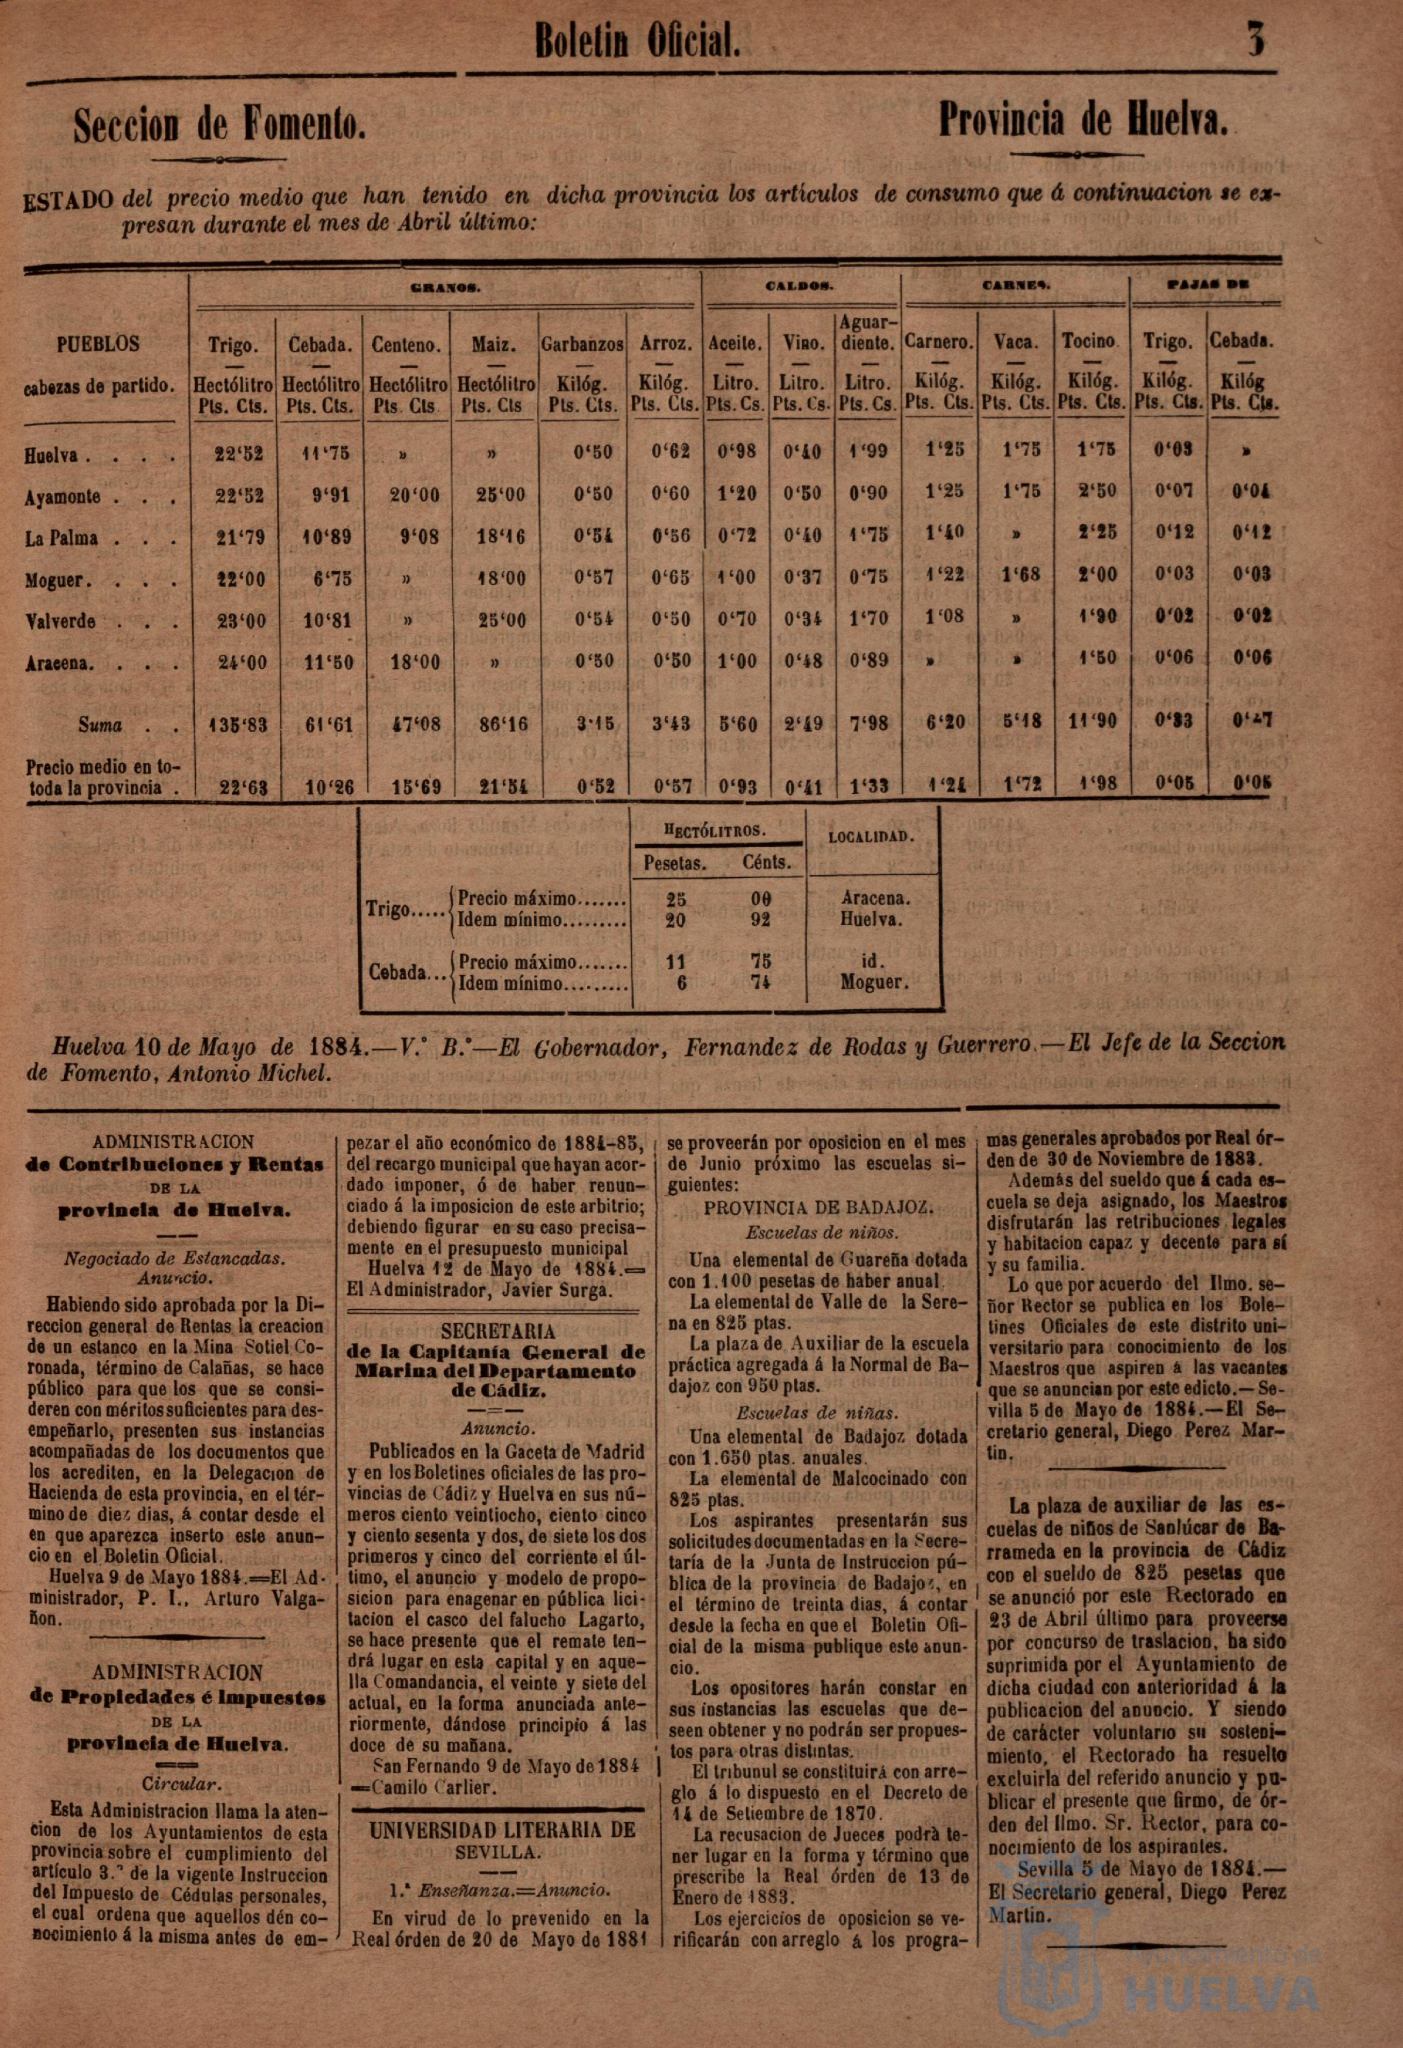 Boletin Oficial. 3
Seccion de Fomento. Provincia de Huelva.
ESTADO del precio medio que han tenido en dicha provincia los artículos de consumo que á continuacion se ex-
presan durante el mes de Abril último:
GRANOS. CALDOS. CARNES. PAJAS DE
PUEBLOS
cabezas de partido.
Trigo. Cebada. Centeno. Maiz. Garbanzos Arroz. Aceite. Vino. Aguar-diente. Carnero. Vaca. Tocino Trigo. Cebada.
Hectólitro Hectólitro Hectólitro Hectólitro Kilóg. Kilóg. Litro. Litro. Litro. Kilóg. Kilóg. Kilóg. Kilóg. Kilóg
Pts. Cts. Pts. Cts. Pts. Cts Pts. Cts Pts. Cts. Pts. Cts. Pts. Cs. Pts. Cs. Pts. Cs. Pts. Cts. Pts. Cts. Pts. Cts. Pts. Cts. Pts. Cts.
Huelva . . . . 22‘52 11‘75 » » 0‘50 0‘62 0‘98 0‘40 1‘99 1‘25 1‘75 1‘75 0‘03 »
Ayamonte . . . 22‘52 9‘91 20‘00 25‘00 0‘50 0‘60 1‘20 0‘50 0‘90 1‘25 1‘75 2‘50 0‘07 0‘04
La Palma . . . 21‘79 10‘89 9‘08 18‘16 0‘54 0‘56 0‘72 0‘40 1‘75 1‘40 » 2‘25 0‘12 0‘12
Moguer. . . . 22‘00 6‘75 » 18‘00 0‘57 0‘65 1‘00 0‘37 0‘75 1‘22 1‘68 2‘00 0‘03 0‘03
Valverde . . . 23‘00 10‘81 » 25‘00 0‘54 0‘50 0‘70 0‘34 1‘70 1‘08 » 1‘90 0‘02 0‘02
Aracena. . . . 24‘00 11‘50 18‘00 » 0‘50 0‘50 1‘00 0‘48 0‘89 » » 1‘50 0‘06 0‘06
Suma . . 135‘83 61‘61 47‘08 86‘16 3·15 3‘43 5‘60 2‘49 7‘98 6‘20 5‘18 11‘90 0‘33
Precio medio en to-
toda la provincia . 22‘63 10‘26 15‘69 21‘54 0‘52 0‘57 0‘93 0‘41 1‘33 1‘24 1‘72 1‘98 0‘05 0‘05
HECTÓLITROS. LOCALIDAD.
Pesetas. Cénts.
Trigo..... Precio máximo....... 25 00 Aracena.
Idem mínimo......... 20 92 Huelva.
Cebada... Precio máximo....... 11 75 id.
Idem mínimo......... 6 74 Moguer.
Huelva 10 de Mayo de 1884.—V.° B.°—El Gobernador, Fernandez de Rodas y Guerrero.—El Jefe de la Seccion
de Fomento, Antonio Michel.
ADMINISTRACION
de Contribuciones y Rentas
DE LA
provincia de Huelva.
Negociado de Estancadas.
Anuncio.
Habiendo sido aprobada por la Di-
reccion general de Rentas la creacion
de un estanco en la Mina Sotiel Co-
ronada, término de Calañas, se hace
público para que los que se consi-
deren con méritos suficientes para des-
empeñarlo, presenten sus instancias
acompañadas de los documentos que
los acrediten, en la Delegacion de
Hacienda de esta provincia, en el tér-
mino de diez dias, á contar desde el
en que aparezca inserto este anun-
cio en el Boletin Oficial.
Huelva 9 de Mayo 1884.=El Ad-
ministrador, P. I., Arturo Valga-
ñon.
ADMINISTRACION
de Propiedades é Impuestos
DE LA
provincia de Huelva.
Circular.
Esta Administracion llama la aten-
cion de los Ayuntamientos de esta
provincia sobre el cumplimiento del
artículo 3.° de la vigente Instruccion
del Impuesto de Cédulas personales,
el cual ordena que aquellos dén co-
nocimiento á la misma antes de em-
pezar el año económico de 1884-85,
del recargo municipal que hayan acor-
dado imponer, ó de haber renun-
ciado á la imposicion de este arbitrio;
debiendo figurar en su caso precisa-
mente en el presupuesto municipal
Huelva 12 de Mayo de 1884.=
El Administrador, Javier Surga.
SECRETARIA
de la Capitanía General de
Marina del Departamento
de Cádiz.
Anuncio.
Publicados en la Gaceta de Madrid
y en los Boletines oficiales de las pro-
vincias de Cádiz y Huelva en sus nú-
meros ciento veintiocho, ciento cinco
y ciento sesenta y dos, de siete los dos
primeros y cinco del corriente el úl-
timo, el anuncio y modelo de propo-
sicion para enagenar en pública lici-
tacion el casco del falucho Lagarto,
se hace presente que el remate ten-
drá lugar en esta capital y en aque-
lla Comandancia, el veinte y siete del
actual, en la forma anunciada ante-
riormente, dándose principio á las
doce de su mañana.
San Fernando 9 de Mayo de 1884
=Camilo Carlier.
UNIVERSIDAD LITERARIA DE
SEVILLA.
1.ª Enseñanza.=Anuncio.
En virtud de lo prevenido en la
Real órden de 20 de Mayo de 1881
se proveerán por oposicion en el mes
de Junio próximo las escuelas si-
guientes:
PROVINCIA DE BADAJOZ.
Escuelas de niños.
Una elemental de Guareña dotada
con 1.100 pesetas de haber anual.
La elemental de Valle de la Sere-
na en 825 ptas.
La plaza de Auxiliar de la escuela
práctica agregada á la Normal de Ba-
dajoz con 950 ptas.
Escuelas de niñas.
Una elemental de Badajoz dotada
con 1.650 ptas. anuales.
La elemental de Malcocinado con
825 ptas.
Los aspirantes presentarán sus
solicitudes documentadas en la Secre-
taría de la Junta de Instruccion pú-
blica de la provincia de Badajoz, en
el término de treinta dias, á contar
desde la fecha en que el Boletin Ofi-
cial de la misma publique este anun-
cio.
Los opositores harán constar en
sus instancias las escuelas que de-
seen obtener y no podrán ser propues-
tos para otras distintas.
El tribunul se constituirá con arre-
glo á lo dispuesto en el Decreto de
14 de Setiembre de 1870.
La recusacion de Jueces podrà te-
ner lugar en la forma y término que
prescribe la Real órden de 13 de
Enero de 1883.
Los ejercicios de oposicion se ve-
rificarán con arreglo á los progra-
mas generales aprobados por Real ór-
den de 30 de Noviembre de 1883.
Además del sueldo que á cada es-
cuela se deja asignado, los Maestros
disfrutarán las retribuciones legales
y habitacion capaz y decente para sí
y su familia.
Lo que por acuerdo del Ilmo. se-
ñor Rector se publica en los Bole-
tines Oficiales de este distrito uni-
versitario para conocimiento de los
Maestros que aspiren á las vacantes
que se anuncian por este edicto.—Se-
villa 5 de Mayo de 1884.—El Se-
cretario general, Diego Perez Mar-
tin.
La plaza de auxiliar de las es-
cuelas de niños de Sanlúcar de Ba-
rrameda en la provincia de Cádiz
con el sueldo de 825 pesetas que
se anunció por este Rectorado en
23 de Abril último para proveerse
por concurso de traslacion, ha sido
suprimida por el Ayuntamiento de
dicha ciudad con anterioridad á la
publicacion del anuncio. Y siendo
de carácter voluntario su sosteni-
miento, el Rectorado ha resuelto
excluirla del referido anuncio y pu-
blicar el presente que firmo, de ór-
den del Ilmo. Sr. Rector, para co-
nocimiento de los aspirantes.
Sevilla 5 de Mayo de 1884.—
El Secretario general, Diego Perez
Martin.
Ayuntamiento de
HUELVA